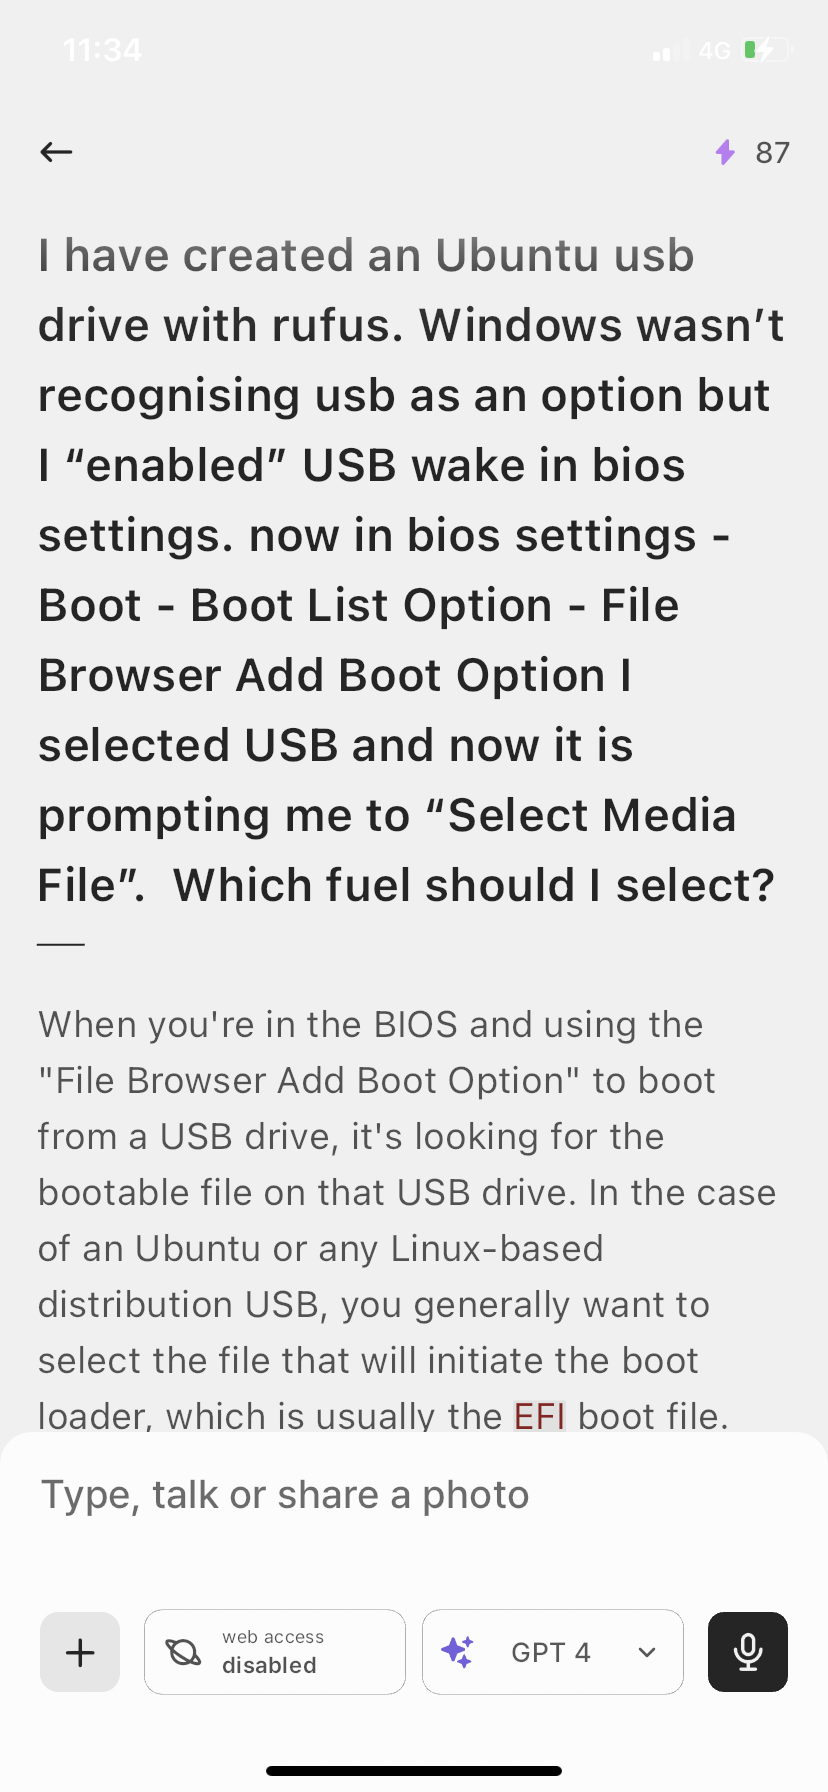 11:34
4G
87
I have created an Ubuntu usb
drive with rufus. Windows wasn’t
recognising usb as an option but
I “enabled” USB wake in bios
settings. now in bios settings -
Boot - Boot List Option - File
Browser Add Boot Option I
selected USB and now it is
prompting me to “Select Media
File”.  Which fuel should I select?
When you're in the BIOS and using the
"File Browser Add Boot Option" to boot
from a USB drive, it's looking for the
bootable file on that USB drive. In the case
of an Ubuntu or any Linux-based
distribution USB, you generally want to
select the file that will initiate the boot
loader, which is usually the EFI boot file.
Type, talk or share a photo
web access
disabled
GPT 4